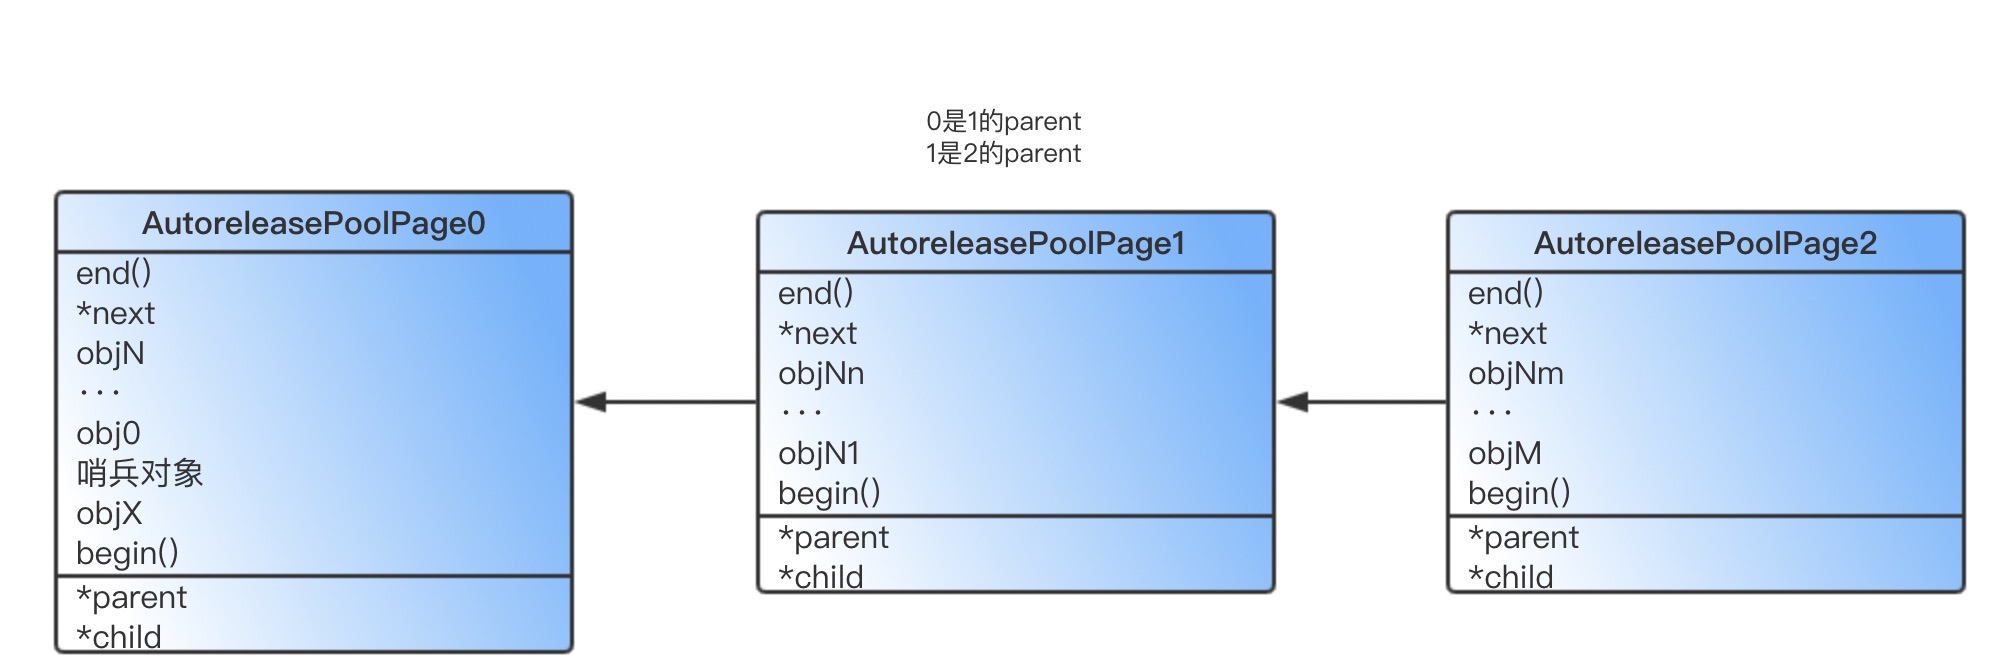 0是1的parent
1是2的parent
AutoreleasePoolPage0
end()
*next
objN
...
obj0
哨兵对象
objX
begin()
*parent
*child
AutoreleasePoolPage1
end()
*next
objNn
...
objN1
begin()
*parent
*child
AutoreleasePoolPage2
end()
*next
objNm
...
objM
begin()
*parent
*child